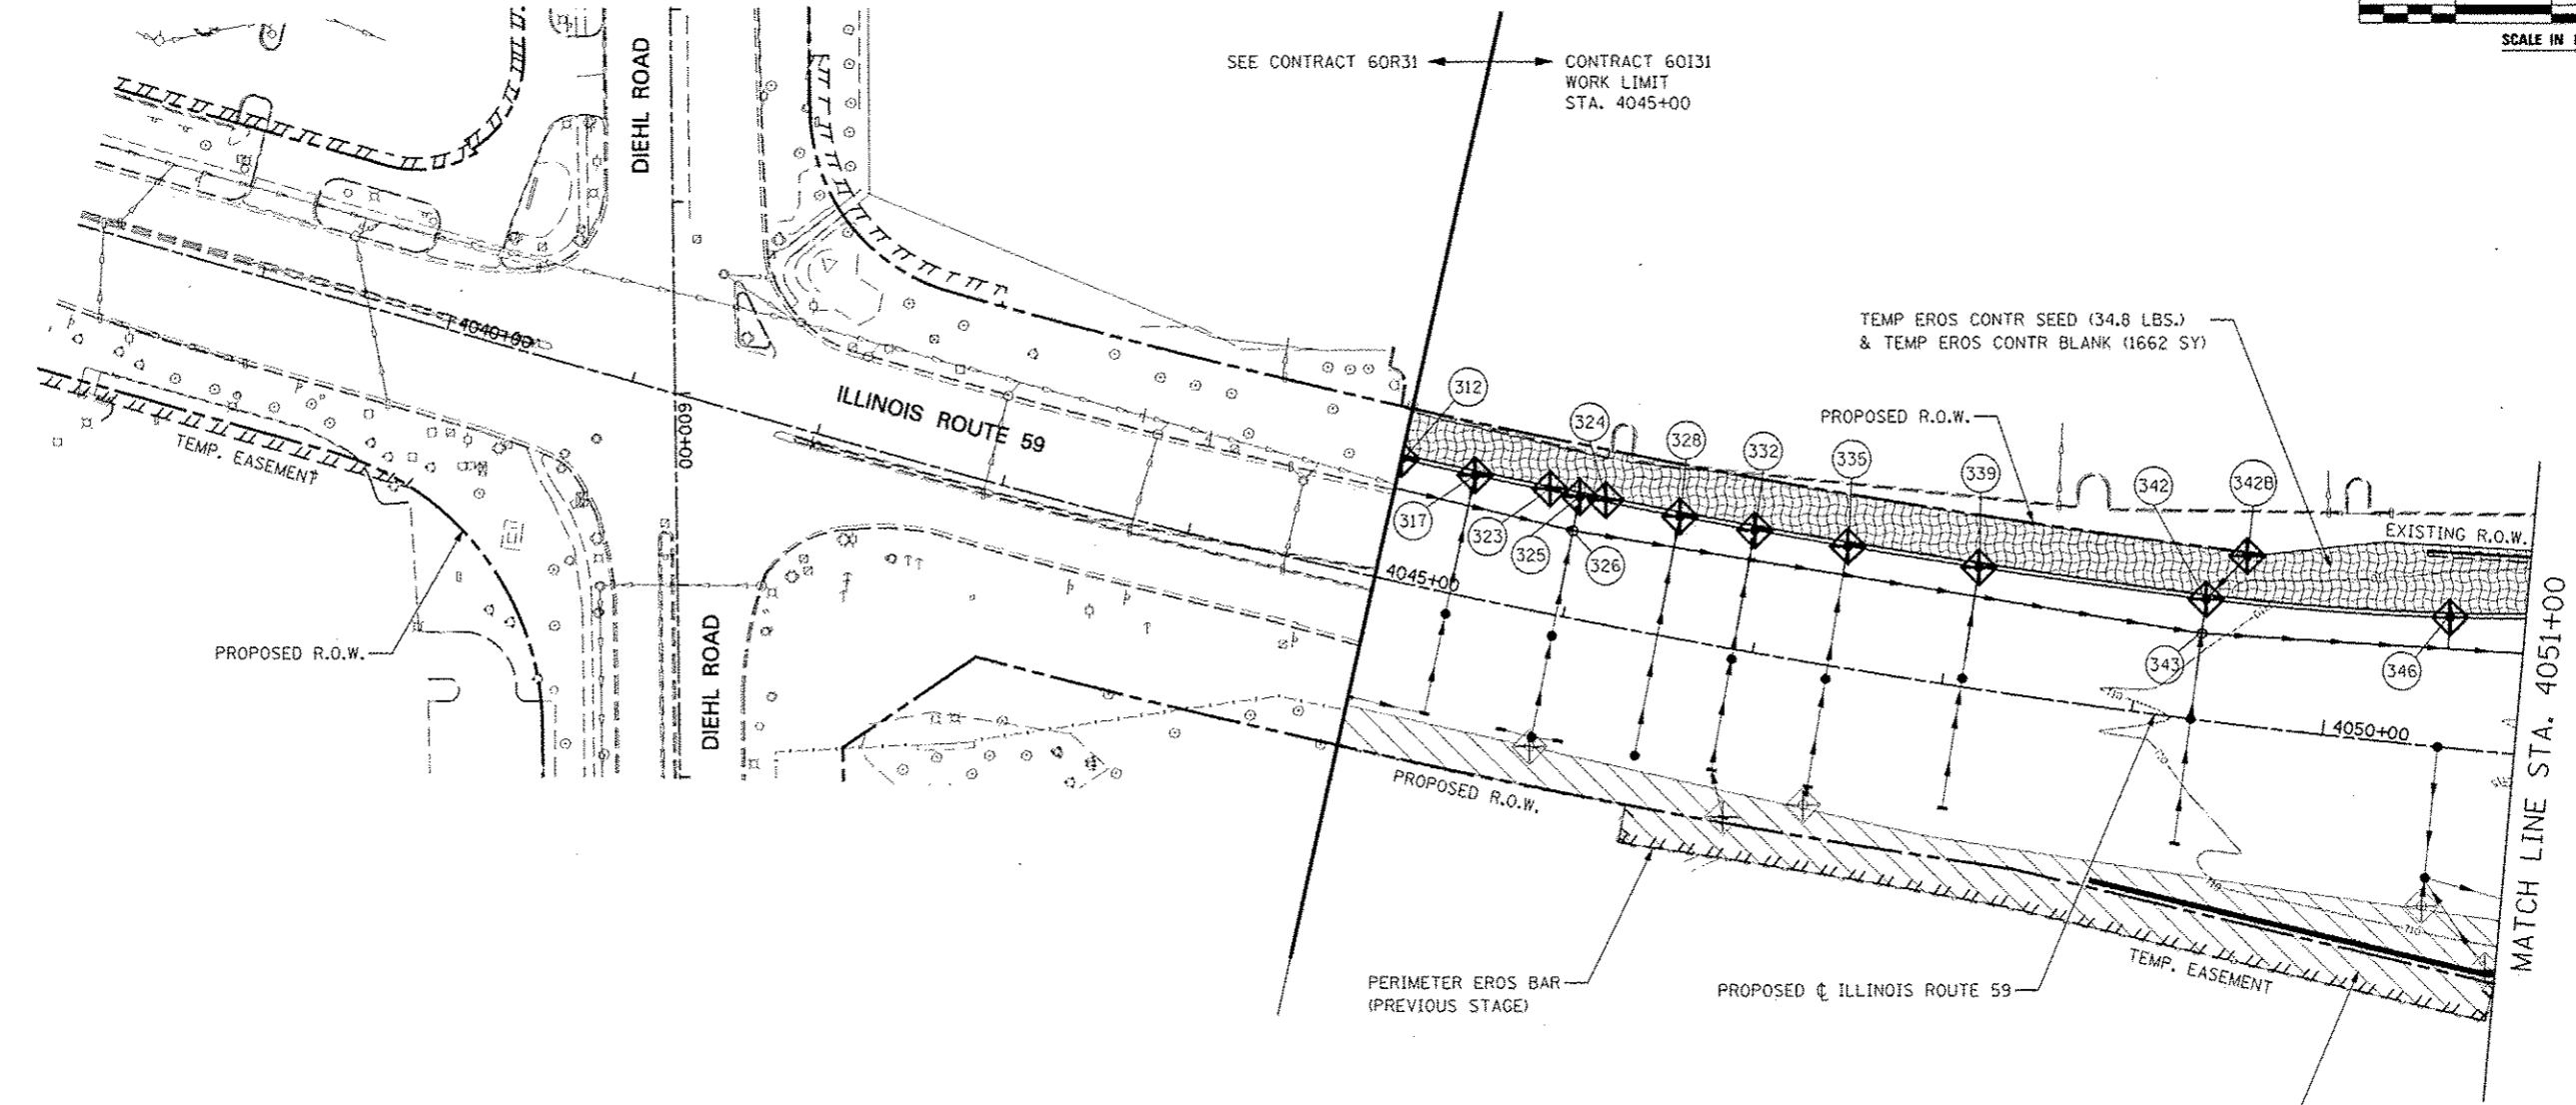 SCALE IN
SEE CONTRACT 60R31
CONTRACT 60I31
WORK LIMIT
STA. 4045+00
DIEHL ROAD
4040+00
ILLINOIS ROUTE 59
TEMP. EASEMENT
600+00
PROPOSED R.O.W.
DIEHL ROAD
TEMP EROS CONTR SEED (34.8 LBS.)
& TEMP EROS CONTR BLANK (1662 SY)
PROPOSED R.O.W.
312
324
328
332
335
339
342
342B
317
323
325
326
343
346
EXISTING R.O.W.
4045+00
4050+00
MATCH LINE STA. 4051+00
PROPOSED R.O.W.
710
TEMP. EASEMENT
PERIMETER EROS BAR
(PREVIOUS STAGE)
PROPOSED ℄ ILLINOIS ROUTE 59